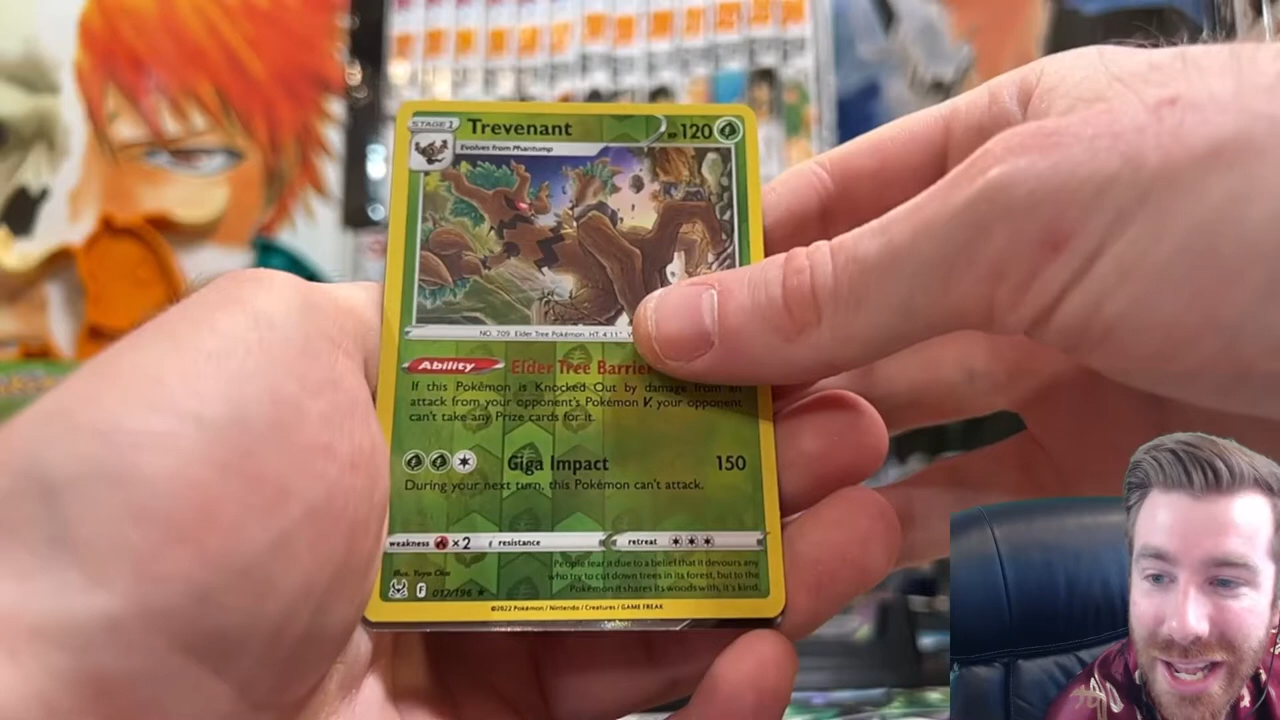 STAGE 1
Trevenant
HP 120
Evolves from Phantump
NO. 709 Elder Tree Pokémon HT: 4'11"
Ability
Elder Tree Barrier
If this Pokémon is Knocked Out by damage from an
attack from your opponent's Pokémon V, your opponent
can't take any Prize cards for it.
Giga Impact
150
During your next turn, this Pokémon can't attack.
weakness ×2 resistance retreat
Illus. Yuya Oka
People fear it due to a belief that it devours any
who try to cut down trees in its forest, but to the
Pokémon it shares its woods with, it's kind.
F 017/196 ★
©2022 Pokémon / Nintendo / Creatures / GAME FREAK